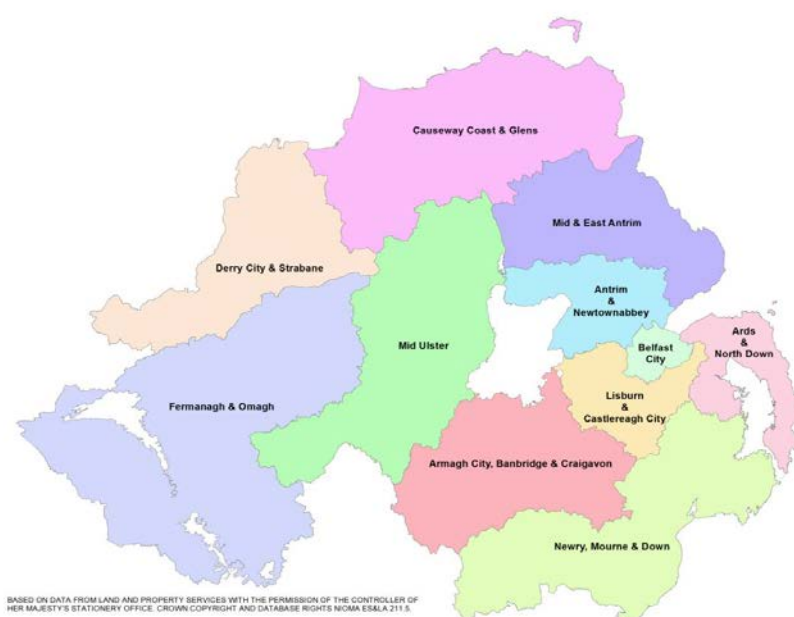 Causeway Coast & Glens
Mid & East Antrim
Derry City & Strabane
Antrim
&
Newtownabbey
Ards
&
North Down
Belfast
City
Mid Ulster
Fermanagh & Omagh
Lisburn
&
Castlereagh City
Armagh City, Banbridge & Craigavon
Newry, Mourne & Down
BASED ON DATA FROM LAND AND PROPERTY SERVICES WITH THE PERMISSION OF THE CONTROLLER OF
HER MAJESTY'S STATIONERY OFFICE. CROWN COPYRIGHT AND DATABASE RIGHTS NIOMA ES&LA 211.5.